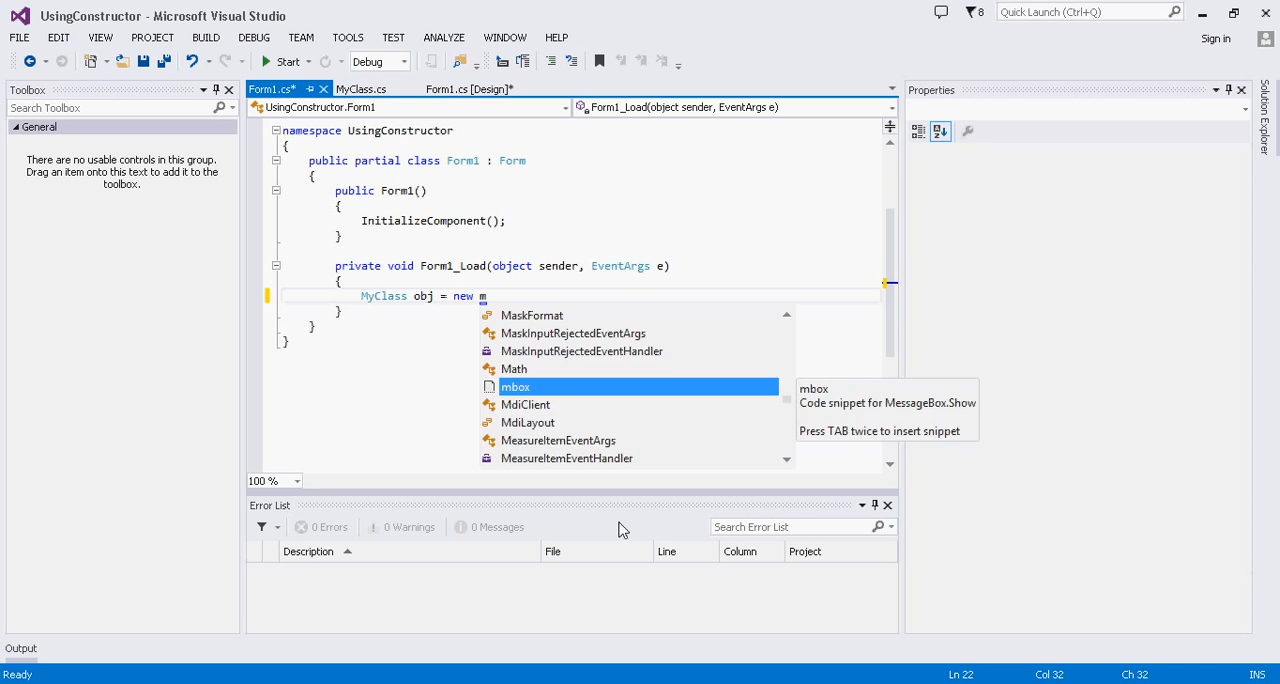 UsingConstructor - Microsoft Visual Studio
8
Quick Launch (Ctrl+Q)
FILE EDIT VIEW PROJECT BUILD DEBUG TEAM TOOLS TEST ANALYZE WINDOW HELP
Sign in
Start Debug
Toolbox
Search Toolbox
General
There are no usable controls in this group.
Drag an item onto this text to add it to the
toolbox.
Form1.cs* MyClass.cs Form1.cs [Design]*
UsingConstructor.Form1 Form1_Load(object sender, EventArgs e)
namespace UsingConstructor
{
public partial class Form1 : Form
{
public Form1()
{
InitializeComponent();
}
private void Form1_Load(object sender, EventArgs e)
{
MyClass obj = new m
}
}
}
MaskFormat
MaskInputRejectedEventArgs
MaskInputRejectedEventHandler
Math
mbox
MdiClient
MdiLayout
MeasureItemEventArgs
MeasureItemEventHandler
mbox
Code snippet for MessageBox.Show
Press TAB twice to insert snippet
100 %
Error List
0 Errors 0 Warnings 0 Messages
Search Error List
Description File Line Column Project
Properties
Solution Explorer
Output
Ready Ln 22 Col 32 Ch 32 INS